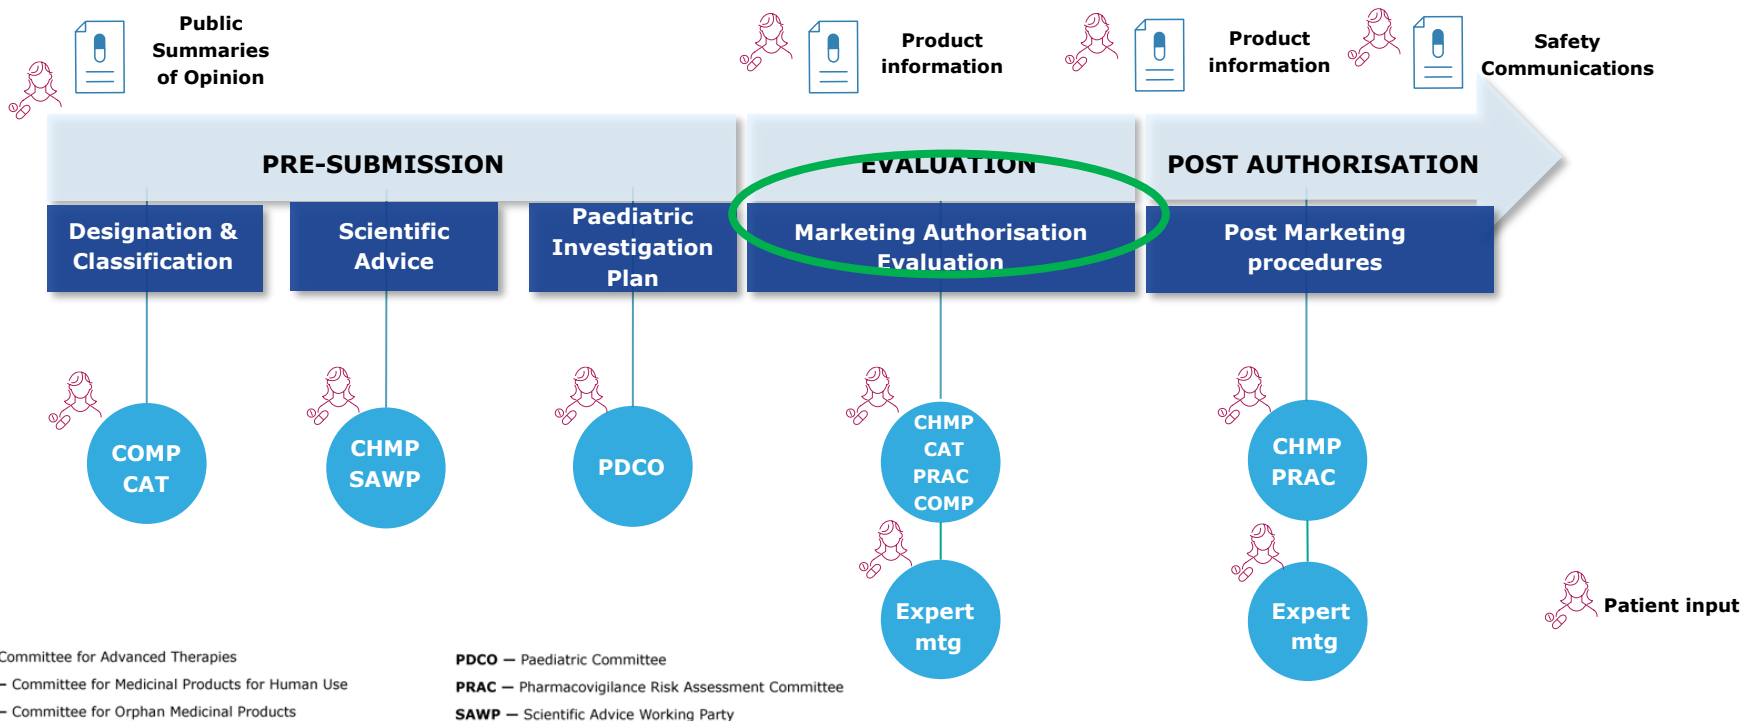 Public
Summaries
of Opinion
Product
information
Product
information
Safety
Communications
PRE-SUBMISSION
EVALUATION
POST AUTHORISATION
Designation &
Classification
Scientific
Advice
Paediatric
Investigation
Plan
Marketing Authorisation
Evaluation
Post Marketing
procedures
COMP
CAT
CHMP
SAWP
PDCO
CHMP
CAT
PRAC
COMP
CHMP
PRAC
Expert
mtg
Expert
mtg
Patient input
Committee for Advanced Therapies
— Committee for Medicinal Products for Human Use
— Committee for Orphan Medicinal Products
PDCO — Paediatric Committee
PRAC — Pharmacovigilance Risk Assessment Committee
SAWP — Scientific Advice Working Party